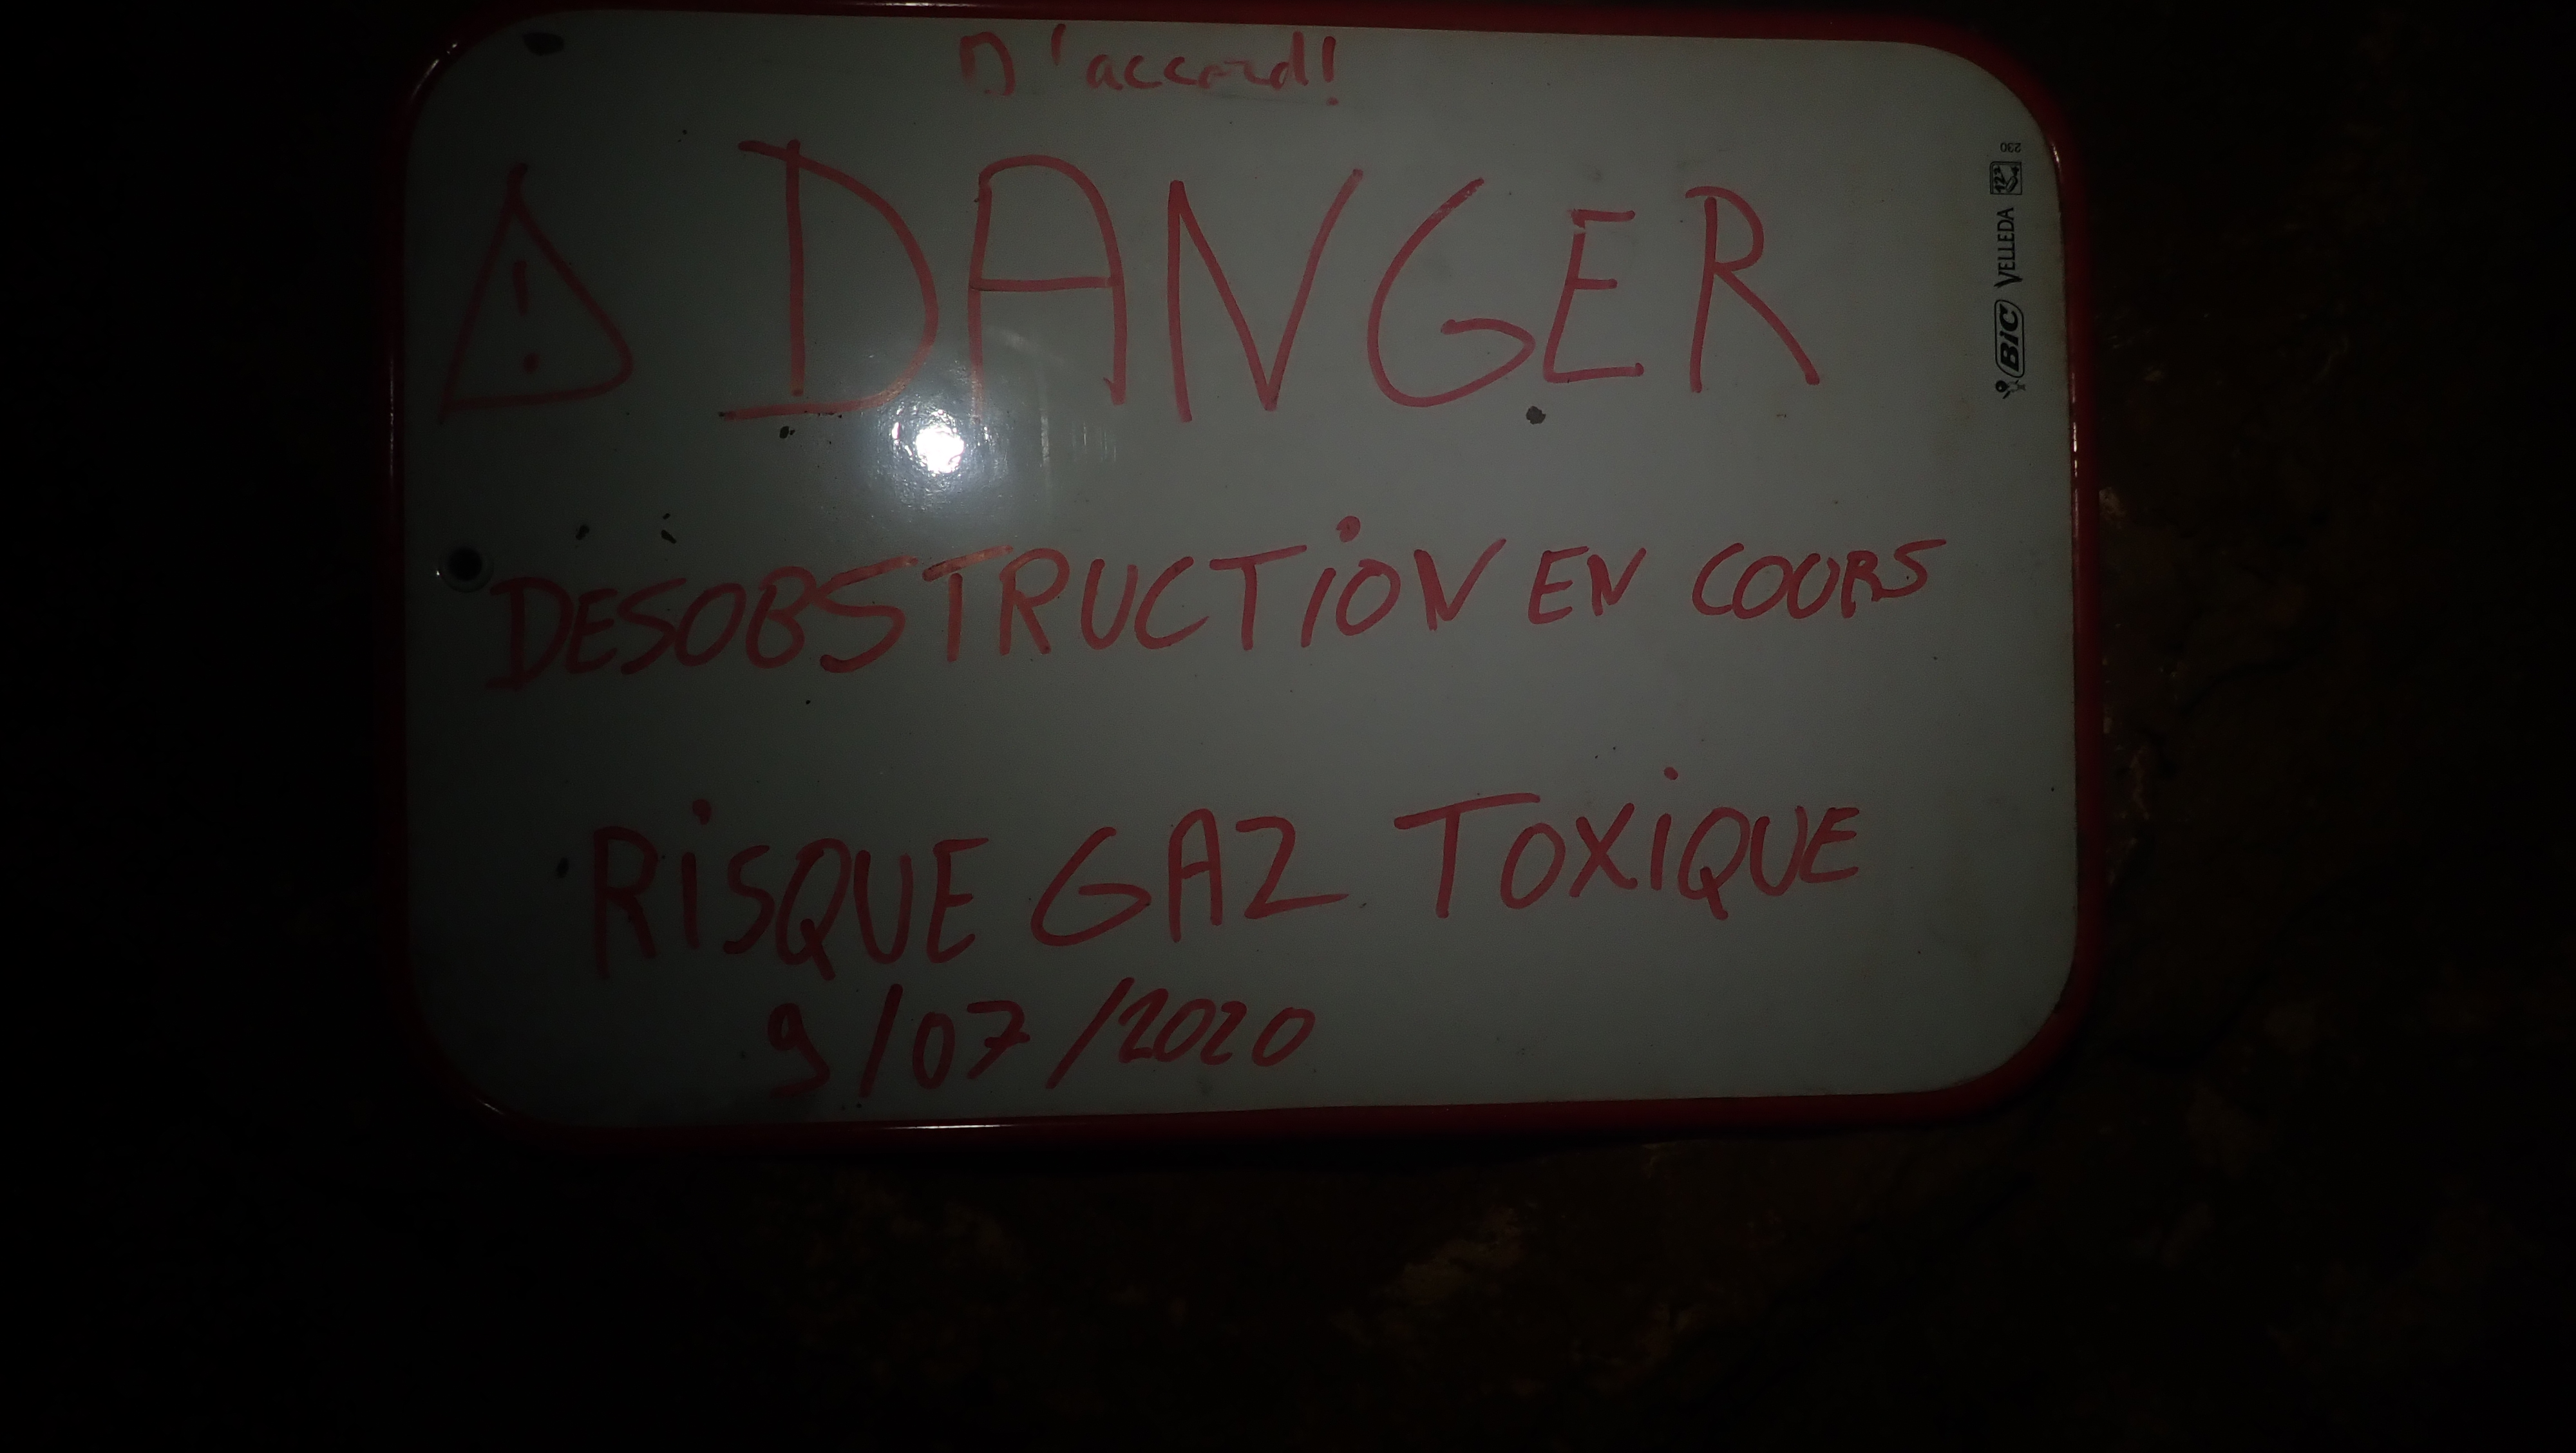 D'accord!
DANGER
DESOBSTRUCTION EN COURS
RISQUE GAZ TOXIQUE
9/07/2020
BIC VELLEDA
230